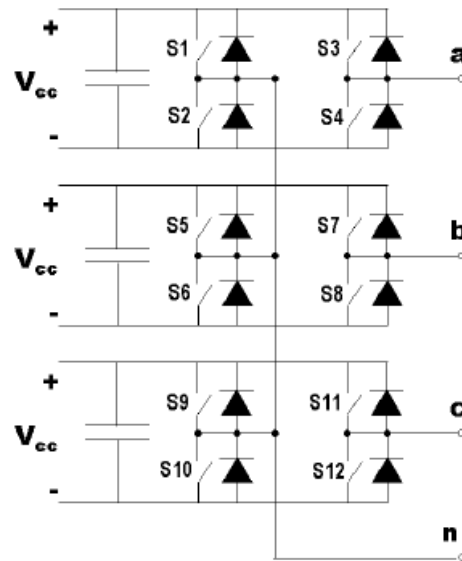 +
S1
S3
a
Vcc
S2
S4
-
+
S5
S7
b
Vcc
S6
S8
-
+
S9
S11
c
Vcc
S10
S12
-
n